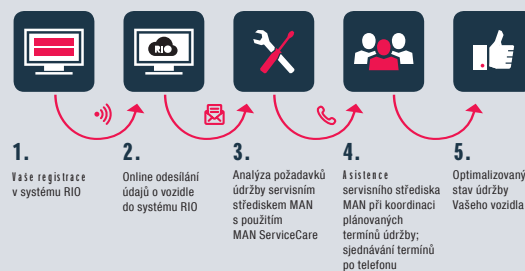 RIO
1.
Vaše registrace
v systému RIO
2.
Online odesílání
údajů o vozidle
do systému RIO
3.
Analýza požadavků
údržby servisním
střediskem MAN
s použitím
MAN ServiceCare
4.
Asistence
servisního střediska
MAN při koordinaci
plánovaných
termínů údržby;
sjednávání termínů
po telefonu
5.
Optimalizovaný
stav údržby
Vašeho vozidla